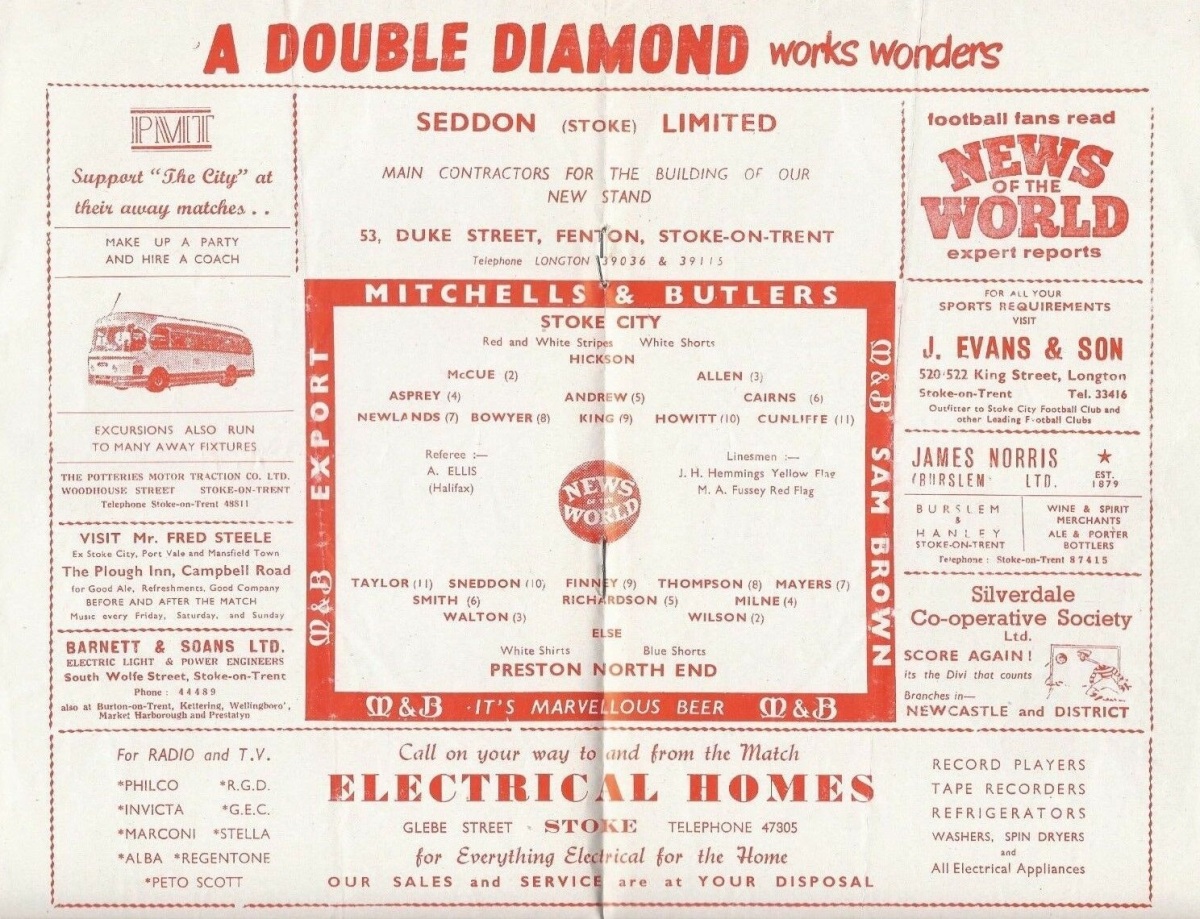 A DOUBLE DIAMOND works wonders
PMT
Support "The City" at
their away matches . .
MAKE UP A PARTY
AND HIRE A COACH
EXCURSIONS ALSO RUN
TO MANY AWAY FIXTURES
THE POTTERIES MOTOR TRACTION CO. LTD.
WOODHOUSE STREET STOKE-ON-TRENT
Telephone Stoke-on-Trent 48811
VISIT Mr. FRED STEELE
Ex Stoke City, Port Vale and Mansfield Town
The Plough Inn, Campbell Road
for Good Ale, Refreshments, Good Company
BEFORE AND AFTER THE MATCH
Music every Friday, Saturday, and Sunday
BARNETT & SOANS LTD.
ELECTRIC LIGHT & POWER ENGINEERS
South Wolfe Street, Stoke-on-Trent
Phone : 44489
also at Burton-on-Trent, Kettering, Wellingboro',
Market Harborough and Prestatyn
SEDDON (STOKE) LIMITED
MAIN CONTRACTORS FOR THE BUILDING OF OUR
NEW STAND
53, DUKE STREET, FENTON, STOKE-ON-TRENT
Telephone LONGTON 39036 & 39115
MITCHELLS & BUTLERS
M&B EXPORT
STOKE CITY
Red and White Stripes White Shorts
HICKSON
McCUE (2) ALLEN (3)
ASPREY (4) ANDREW (5) CAIRNS (6)
NEWLANDS (7) BOWYER (8) KING (9) HOWITT (10) CUNLIFFE (11)
Referee :—
A. ELLIS
(Halifax)
NEWS
OF THE
WORLD
Linesmen :—
J. H. Hemmings Yellow Flag
M. A. Fussey Red Flag
TAYLOR (11) SNEDDON (10) FINNEY (9) THOMPSON (8) MAYERS (7)
SMITH (6) RICHARDSON (5) MILNE (4)
WALTON (3) WILSON (2)
ELSE
White Shirts Blue Shorts
PRESTON NORTH END
M&B SAM BROWN
M&B IT'S MARVELLOUS BEER M&B
football fans read
NEWS
OF THE
WORLD
expert reports
FOR ALL YOUR
SPORTS REQUIREMENTS
VISIT
J. EVANS & SON
520/522 King Street, Longton
Stoke-on-Trent Tel. 33416
Outfitter to Stoke City Football Club and
other Leading Football Clubs
JAMES NORRIS
(BURSLEM) LTD.
EST.
1879
BURSLEM
&
HANLEY
STOKE-ON-TRENT
WINE & SPIRIT
MERCHANTS
ALE & PORTER
BOTTLERS
Telephone : Stoke-on-Trent 87415
Silverdale
Co-operative Society
Ltd.
SCORE AGAIN!
its the Divi that counts
Branches in—
NEWCASTLE and DISTRICT
For RADIO and T.V.
*PHILCO *R.G.D.
*INVICTA *G.E.C.
*MARCONI *STELLA
*ALBA *REGENTONE
*PETO SCOTT
Call on your way to and from the Match
ELECTRICAL HOMES
GLEBE STREET STOKE TELEPHONE 47305
for Everything Electrical for the Home
OUR SALES and SERVICE are at YOUR DISPOSAL
RECORD PLAYERS
TAPE RECORDERS
REFRIGERATORS
WASHERS, SPIN DRYERS
and
All Electrical Appliances